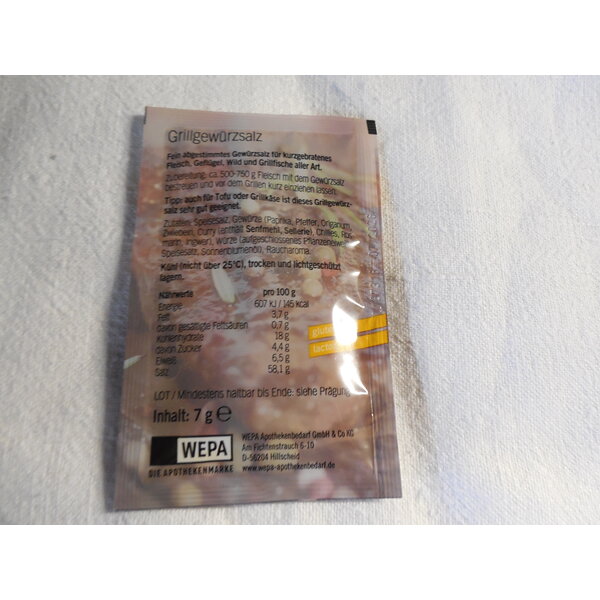 Grillgewürzsalz
Fein abgestimmtes Gewürzsalz für kurzgebratenes
Fleisch, Geflügel, Wild und Grillfische aller Art.
Zubereitung: ca. 500-750 g Fleisch mit dem Gewürzsalz
bestreuen und vor dem Grillen kurz einziehen lassen.
Tipp: auch für Tofu oder Grillkäse ist dieses Grillgewürz-
salz sehr gut geeignet.
Zutaten: Speisesalz, Gewürze (Paprika, Pfeffer, Origanum,
Zwiebeln, Curry (enthält Senfmehl, Sellerie), Chillies, Ros
marin, Ingwer), Würze (aufgeschlossenes Pflanzeneiweiß
Speisesalz, Sonnenblumenöl), Raucharoma.
Kühl (nicht über 25°C), trocken und lichtgeschützt
lagern.
Nährwerte pro 100 g
Energie 607 kJ / 145 kcal
Fett 3,7 g
davon gesättigte Fettsäuren 0,7 g
Kohlenhydrate 18 g
davon Zucker 4,4 g
Eiweiß 6,5 g
Salz 58,1 g
LOT / Mindestens haltbar bis Ende: siehe Prägung
Inhalt: 7 g ℮
WEPA
DIE APOTHEKENMARKE
WEPA Apothekenbedarf GmbH & Co KG
Am Fichtenstrauch 6-10
D-56204 Hillscheid
www.wepa-apothekenbedarf.de